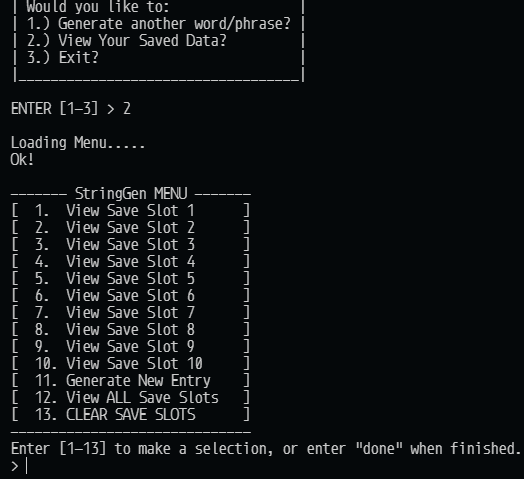 | Would you like to:                |
| 1.) Generate another word/phrase? |
| 2.) View Your Saved Data?         |
| 3.) Exit?                         |
|___________________________________|
ENTER [1-3] > 2
Loading Menu.....
Ok!
------- StringGen MENU -------
[  1.  View Save Slot 1      ]
[  2.  View Save Slot 2      ]
[  3.  View Save Slot 3      ]
[  4.  View Save Slot 4      ]
[  5.  View Save Slot 5      ]
[  6.  View Save Slot 6      ]
[  7.  View Save Slot 7      ]
[  8.  View Save Slot 8      ]
[  9.  View Save Slot 9      ]
[  10. View Save Slot 10     ]
[  11. Generate New Entry    ]
[  12. View ALL Save Slots   ]
[  13. CLEAR SAVE SLOTS      ]
------------------------------
Enter [1-13] to make a selection, or enter "done" when finished.
>